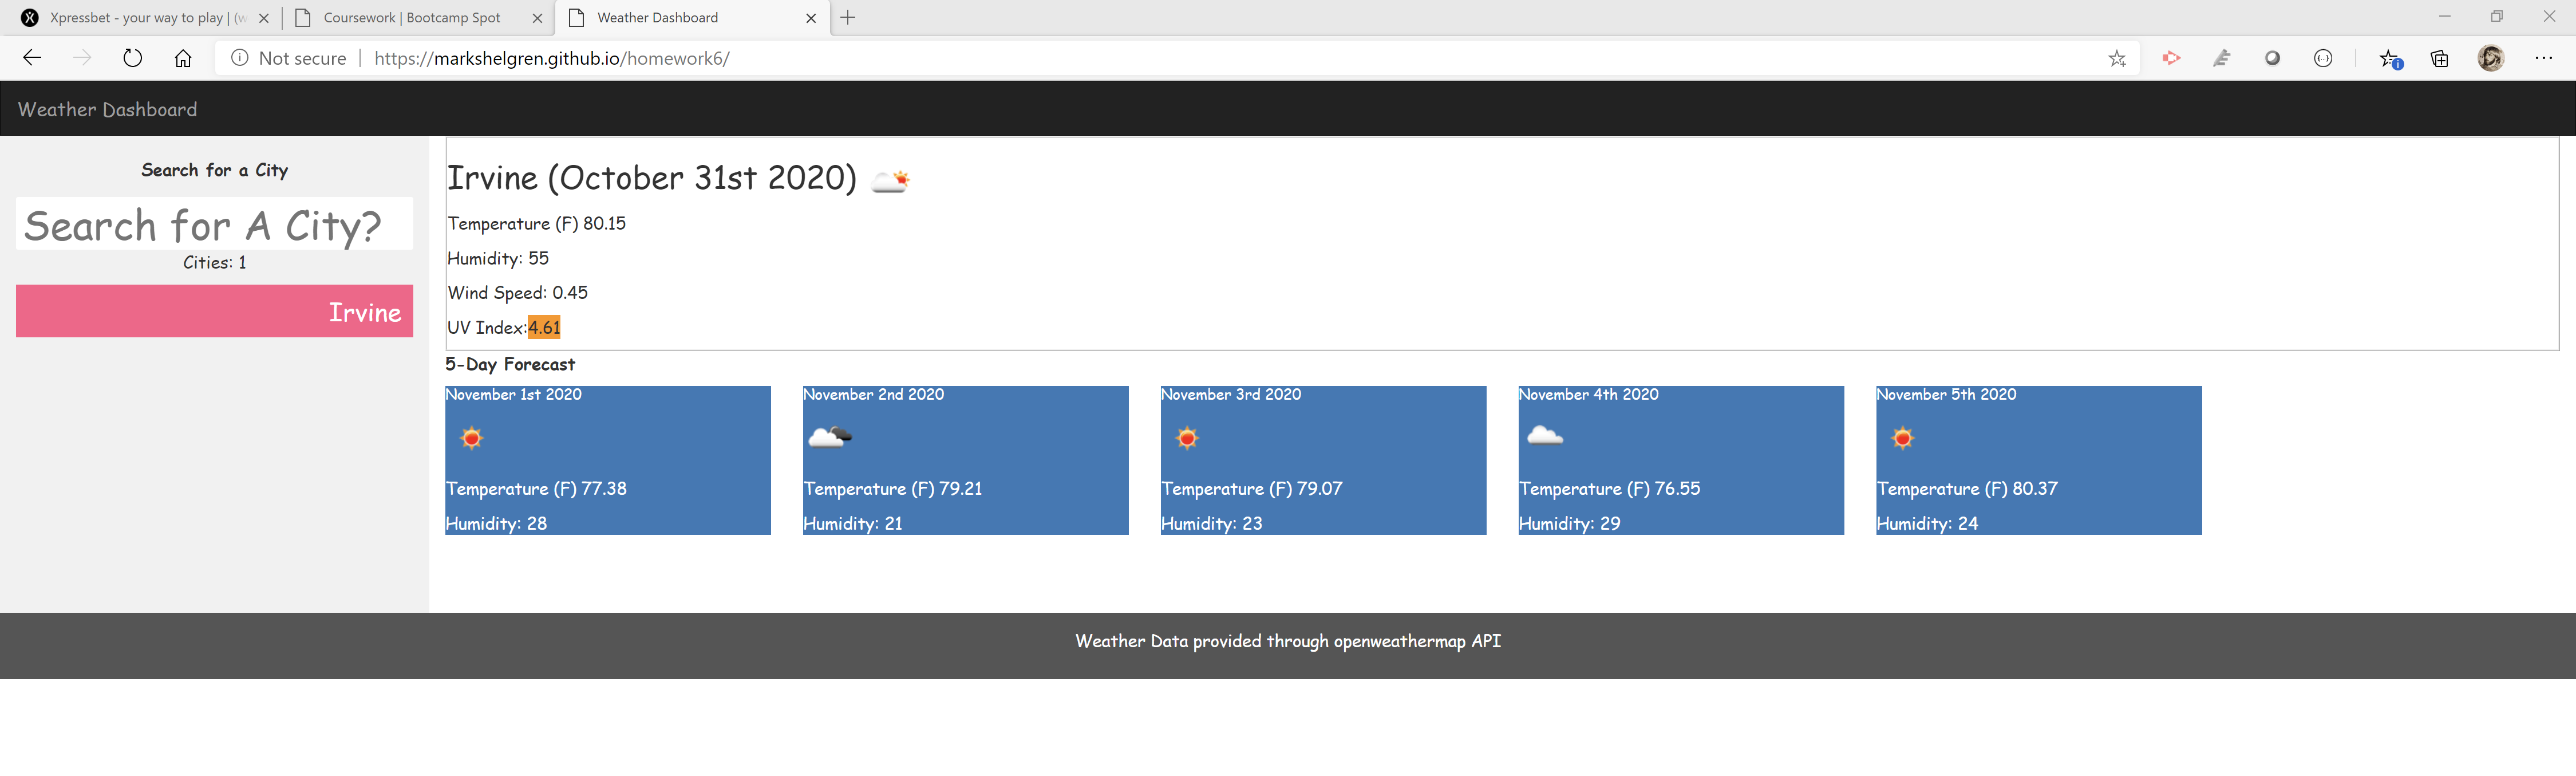 Xpressbet - your way to play | (w
Coursework | Bootcamp Spot
Weather Dashboard
Not secure | https://markshelgren.github.io/homework6/
Weather Dashboard
Search for a City
Search for A City?
Cities: 1
Irvine
Irvine (October 31st 2020)
Temperature (F) 80.15
Humidity: 55
Wind Speed: 0.45
UV Index:4.61
5-Day Forecast
November 1st 2020
Temperature (F) 77.38
Humidity: 28
November 2nd 2020
Temperature (F) 79.21
Humidity: 21
November 3rd 2020
Temperature (F) 79.07
Humidity: 23
November 4th 2020
Temperature (F) 76.55
Humidity: 29
November 5th 2020
Temperature (F) 80.37
Humidity: 24
Weather Data provided through openweathermap API